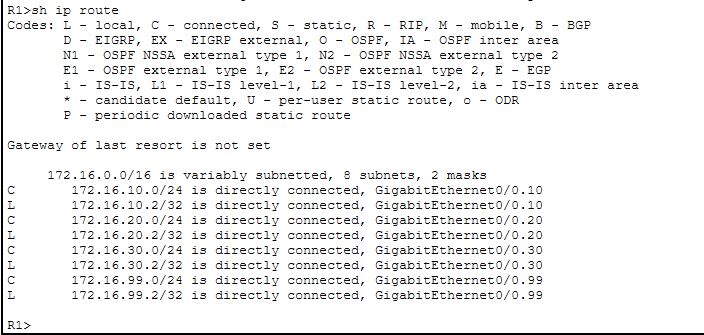 R1>sh ip route
Codes: L - local, C - connected, S - static, R - RIP, M - mobile, B - BGP
       D - EIGRP, EX - EIGRP external, O - OSPF, IA - OSPF inter area
       N1 - OSPF NSSA external type 1, N2 - OSPF NSSA external type 2
       E1 - OSPF external type 1, E2 - OSPF external type 2, E - EGP
       i - IS-IS, L1 - IS-IS level-1, L2 - IS-IS level-2, ia - IS-IS inter area
       * - candidate default, U - per-user static route, o - ODR
       P - periodic downloaded static route
Gateway of last resort is not set
     172.16.0.0/16 is variably subnetted, 8 subnets, 2 masks
C       172.16.10.0/24 is directly connected, GigabitEthernet0/0.10
L       172.16.10.2/32 is directly connected, GigabitEthernet0/0.10
C       172.16.20.0/24 is directly connected, GigabitEthernet0/0.20
L       172.16.20.2/32 is directly connected, GigabitEthernet0/0.20
C       172.16.30.0/24 is directly connected, GigabitEthernet0/0.30
L       172.16.30.2/32 is directly connected, GigabitEthernet0/0.30
C       172.16.99.0/24 is directly connected, GigabitEthernet0/0.99
L       172.16.99.2/32 is directly connected, GigabitEthernet0/0.99
R1>